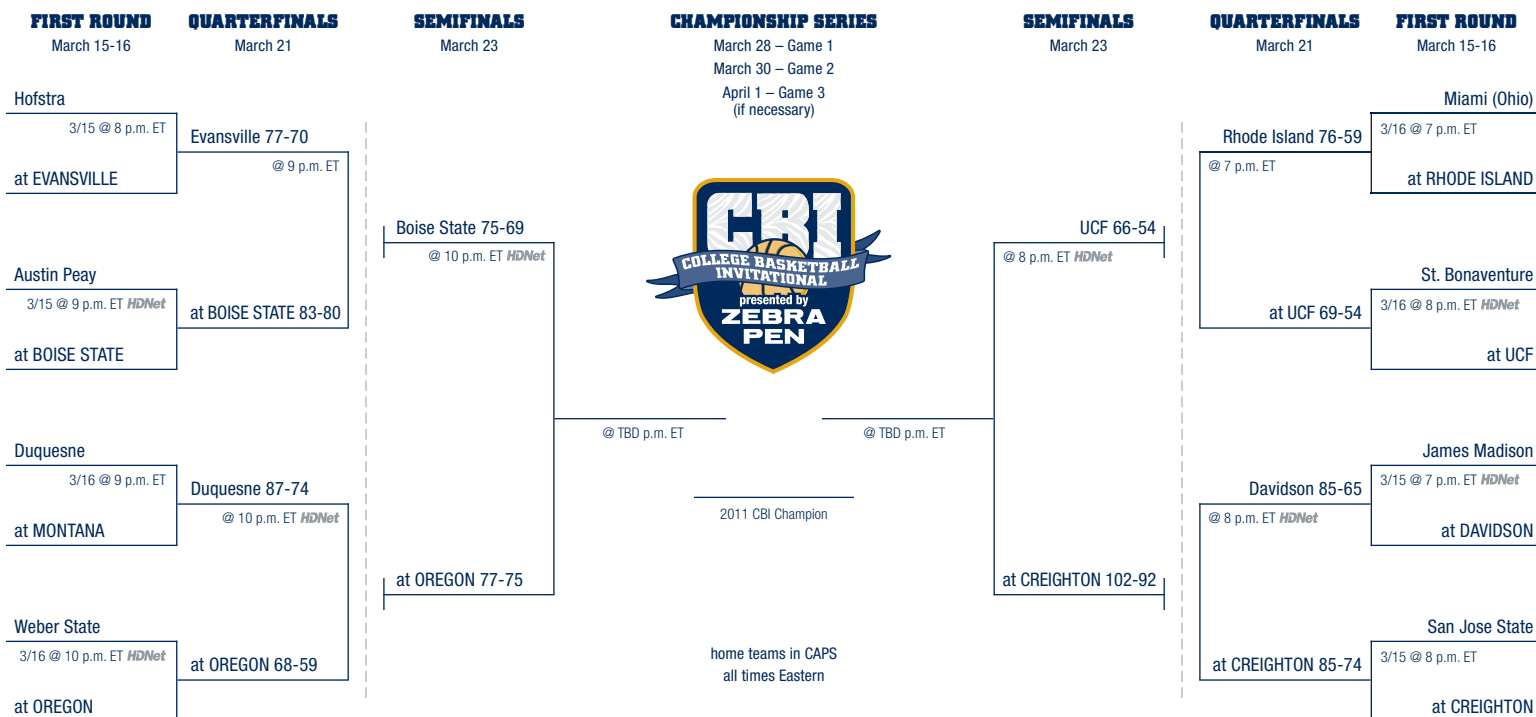 FIRST ROUND
March 15-16
QUARTERFINALS
March 21
SEMIFINALS
March 23
CHAMPIONSHIP SERIES
March 28 – Game 1
March 30 – Game 2
April 1 – Game 3
(if necessary)
SEMIFINALS
March 23
QUARTERFINALS
March 21
FIRST ROUND
March 15-16
Hofstra
3/15 @ 8 p.m. ET
at EVANSVILLE
Austin Peay
3/15 @ 9 p.m. ET HDNet
at BOISE STATE
Duquesne
3/16 @ 9 p.m. ET
at MONTANA
Weber State
3/16 @ 10 p.m. ET HDNet
at OREGON
Evansville 77-70
@ 9 p.m. ET
at BOISE STATE 83-80
Duquesne 87-74
@ 10 p.m. ET HDNet
at OREGON 68-59
Boise State 75-69
@ 10 p.m. ET HDNet
at OREGON 77-75
@ TBD p.m. ET
CBI
COLLEGE BASKETBALL
INVITATIONAL
presented by
ZEBRA
PEN
2011 CBI Champion
home teams in CAPS
all times Eastern
@ TBD p.m. ET
UCF 66-54
@ 8 p.m. ET HDNet
at CREIGHTON 102-92
Rhode Island 76-59
@ 7 p.m. ET
at UCF 69-54
Davidson 85-65
@ 8 p.m. ET HDNet
at CREIGHTON 85-74
Miami (Ohio)
3/16 @ 7 p.m. ET
at RHODE ISLAND
St. Bonaventure
3/16 @ 8 p.m. ET HDNet
at UCF
James Madison
3/15 @ 7 p.m. ET HDNet
at DAVIDSON
San Jose State
3/15 @ 8 p.m. ET
at CREIGHTON